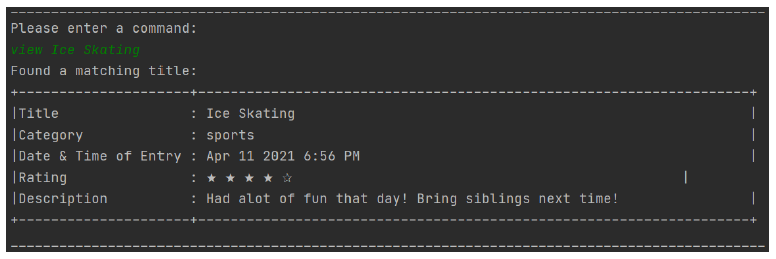 Please enter a command:
view Ice Skating
Found a matching title:
+---------------------+--------------------------------------------------------------------+
|Title                : Ice Skating                                                        |
|Category             : sports                                                             |
|Date & Time of Entry : Apr 11 2021 6:56 PM                                                |
|Rating               : ★ ★ ★ ★ ☆                                                |
|Description          : Had alot of fun that day! Bring siblings next time!                |
+---------------------+--------------------------------------------------------------------+